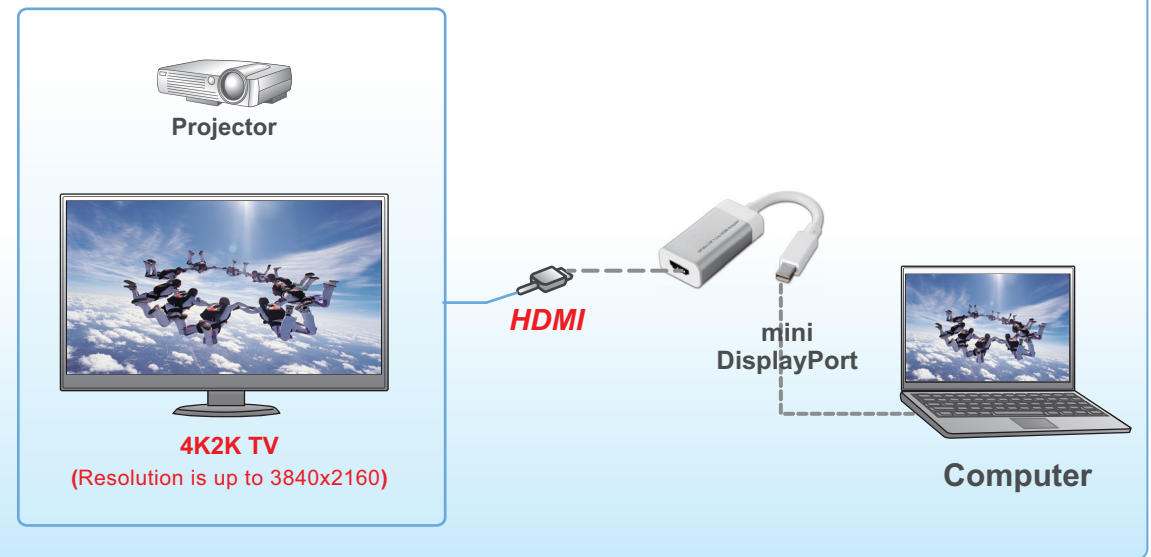 Projector
HDMI
mini
DisplayPort
4K2K TV
(Resolution is up to 3840x2160)
Computer